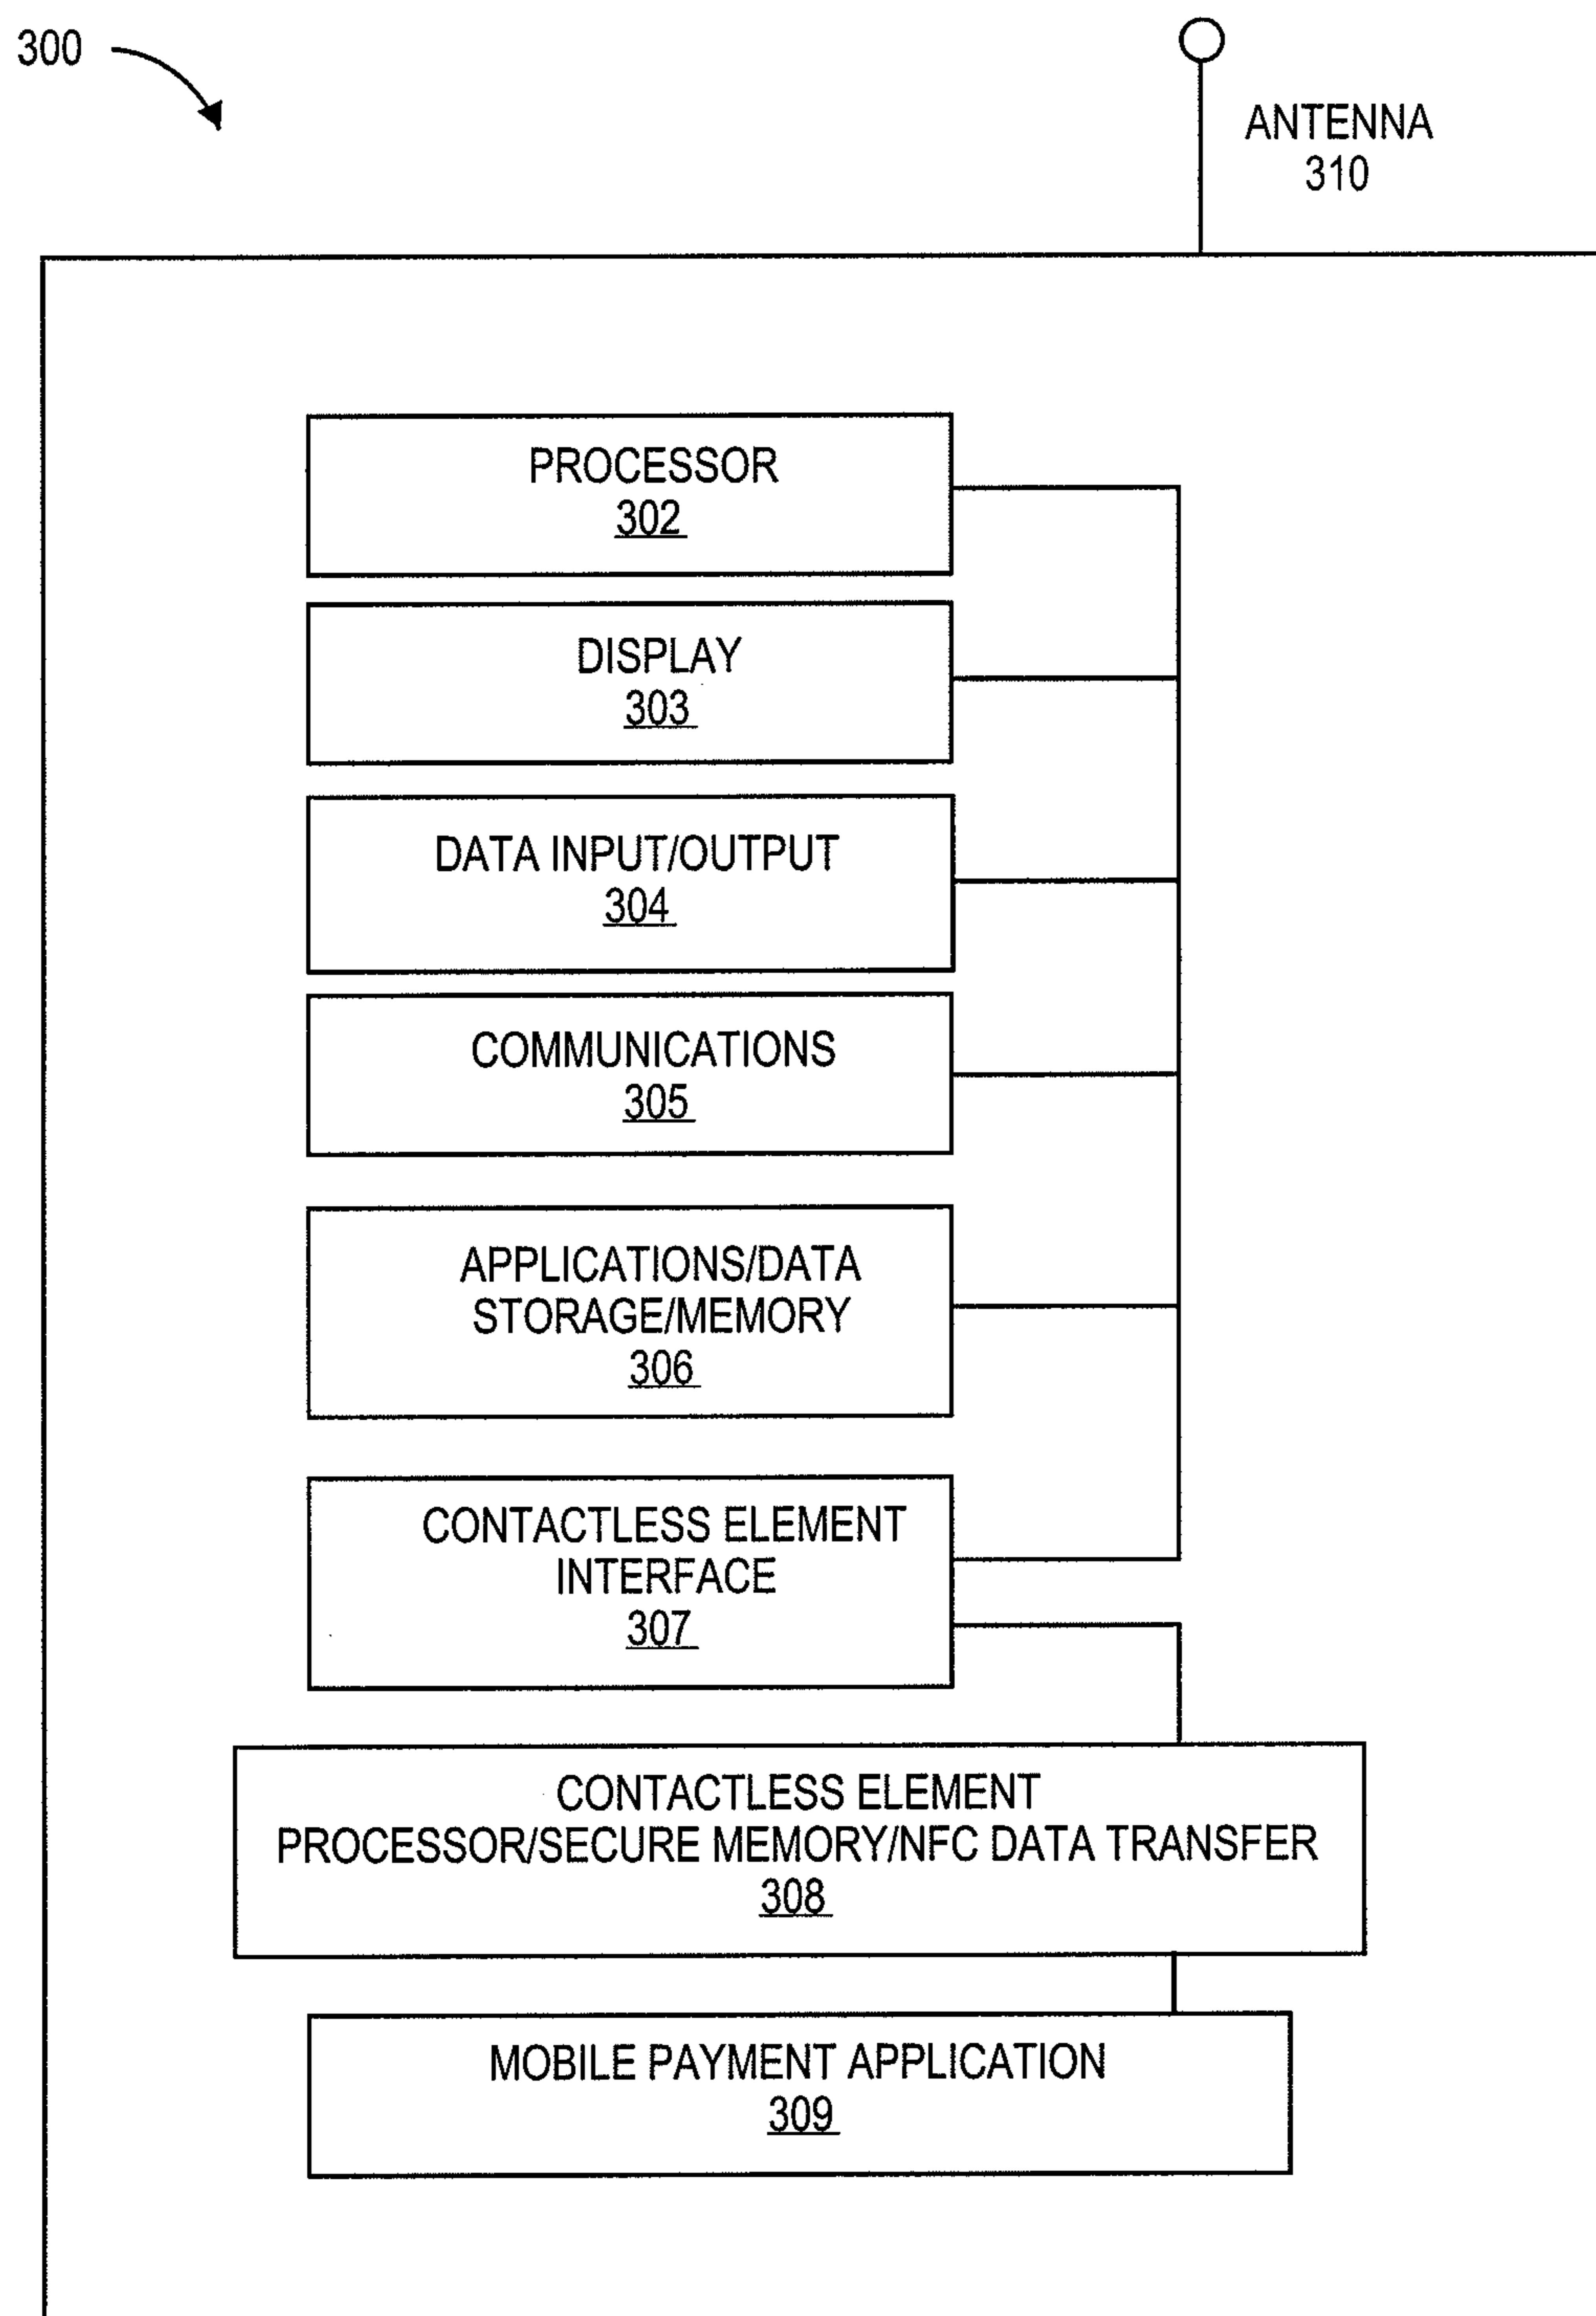 300
ANTENNA
310
PROCESSOR
302
DISPLAY
303
DATA INPUT/OUTPUT
304
COMMUNICATIONS
305
APPLICATIONS/DATA
STORAGE/MEMORY
306
CONTACTLESS ELEMENT
INTERFACE
307
CONTACTLESS ELEMENT
PROCESSOR/SECURE MEMORY/NFC DATA TRANSFER
308
MOBILE PAYMENT APPLICATION
309